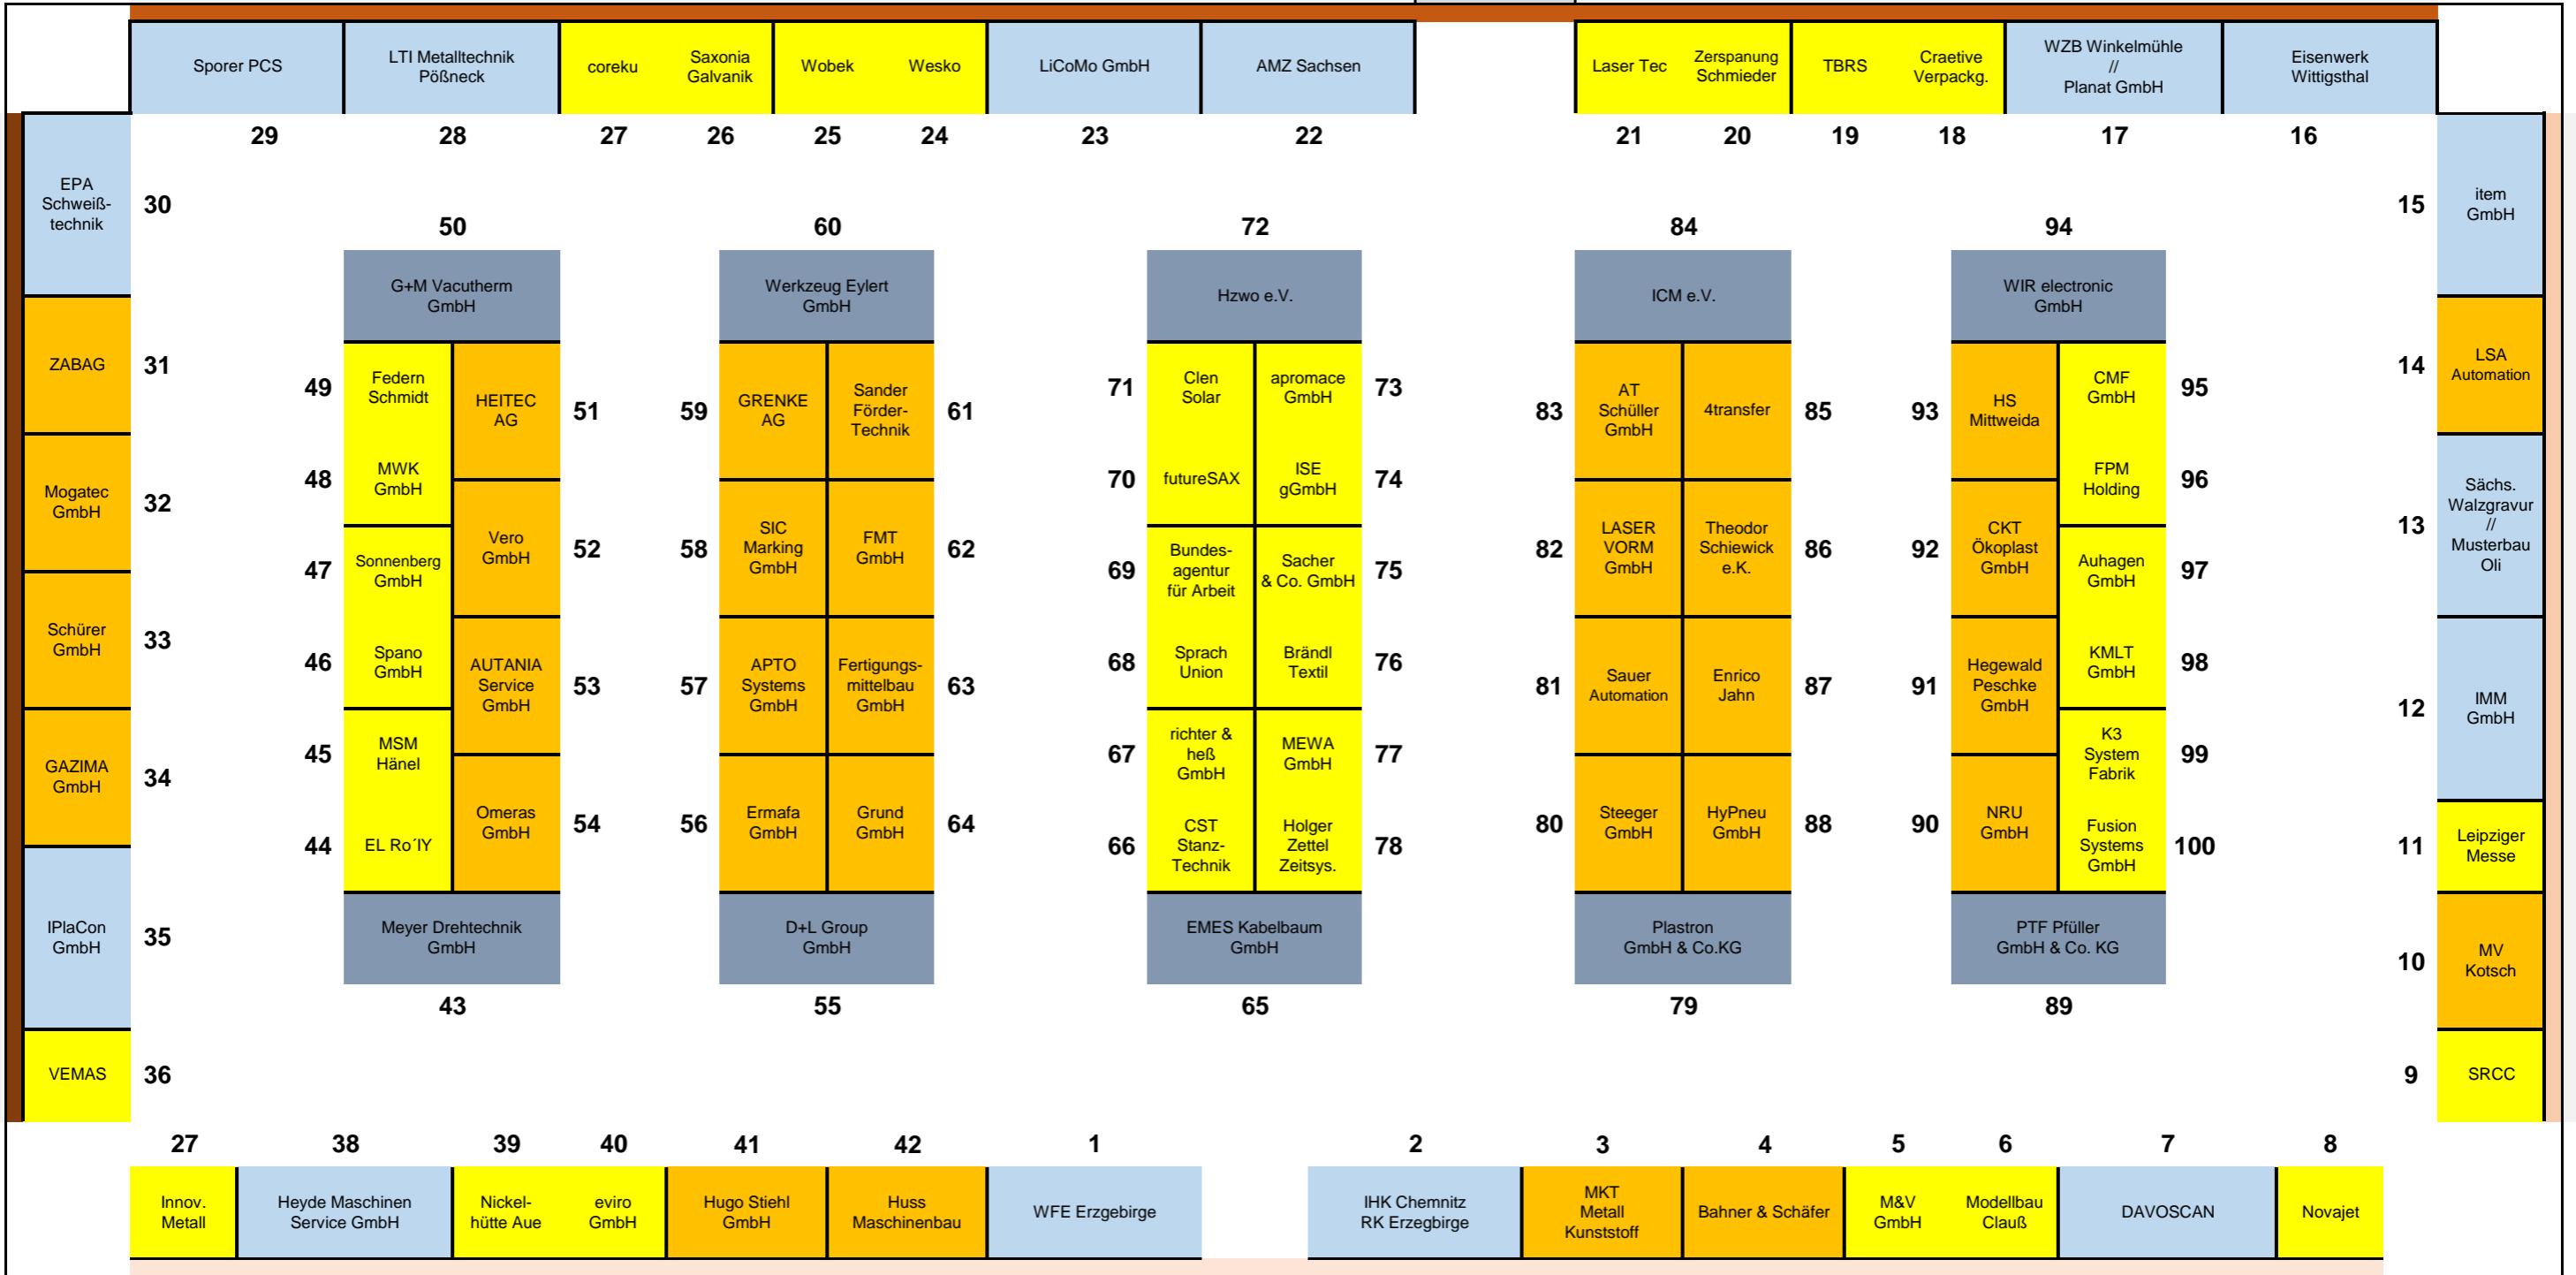 Sporer PCS
LTI Metalltechnik
Pößneck
coreku
Saxonia
Galvanik
Wobek
Wesko
LiCoMo GmbH
AMZ Sachsen
Laser Tec
Zerspanung
Schmieder
TBRS
Craetive
Verpackg.
WZB Winkelmühle
//
Planat GmbH
Eisenwerk
Wittigsthal
29 28 27 26 25 24 23 22 21 20 19 18 17 16
EPA
Schweiß-
technik
30
ZABAG
31
Mogatec
GmbH
32
Schürer
GmbH
33
GAZIMA
GmbH
34
IPlaCon
GmbH
35
VEMAS
36
50
G+M Vacutherm
GmbH
49
Federn
Schmidt
48
MWK
GmbH
47
Sonnenberg
GmbH
46
Spano
GmbH
45
MSM
Hänel
44
EL Ro´IY
HEITEC
AG
51
Vero
GmbH
52
AUTANIA
Service
GmbH
53
Omeras
GmbH
54
Meyer Drehtechnik
GmbH
43
60
Werkzeug Eylert
GmbH
59
GRENKE
AG
58
SIC
Marking
GmbH
57
APTO
Systems
GmbH
56
Ermafa
GmbH
Sander
Förder-
Technik
61
FMT
GmbH
62
Fertigungs-
mittelbau
GmbH
63
Grund
GmbH
64
D+L Group
GmbH
55
72
Hzwo e.V.
71
Clen
Solar
70
futureSAX
69
Bundes-
agentur
für Arbeit
68
Sprach
Union
67
richter &
heß
GmbH
66
CST
Stanz-
Technik
apromace
GmbH
73
ISE
gGmbH
74
Sacher
& Co. GmbH
75
Brändl
Textil
76
MEWA
GmbH
77
Holger
Zettel
Zeitsys.
78
EMES Kabelbaum
GmbH
65
84
ICM e.V.
83
AT
Schüller
GmbH
82
LASER
VORM
GmbH
81
Sauer
Automation
80
Steeger
GmbH
4transfer
85
Theodor
Schiewick
e.K.
86
Enrico
Jahn
87
HyPneu
GmbH
88
Plastron
GmbH & Co.KG
79
94
WIR electronic
GmbH
93
HS
Mittweida
92
CKT
Ökoplast
GmbH
91
Hegewald
Peschke
GmbH
90
NRU
GmbH
CMF
GmbH
95
FPM
Holding
96
Auhagen
GmbH
97
KMLT
GmbH
98
K3
System
Fabrik
99
Fusion
Systems
GmbH
100
PTF Pfüller
GmbH & Co. KG
89
15
item
GmbH
14
LSA
Automation
13
Sächs.
Walzgravur
//
Musterbau
Oli
12
IMM
GmbH
11
Leipziger
Messe
10
MV
Kotsch
9
SRCC
27 38 39 40 41 42 1 2 3 4 5 6 7 8
Innov.
Metall
Heyde Maschinen
Service GmbH
Nickel-
hütte Aue
eviro
GmbH
Hugo Stiehl
GmbH
Huss
Maschinenbau
WFE Erzgebirge
IHK Chemnitz
RK Erzegbirge
MKT
Metall
Kunststoff
Bahner & Schäfer
M&V
GmbH
Modellbau
Clauß
DAVOSCAN
Novajet